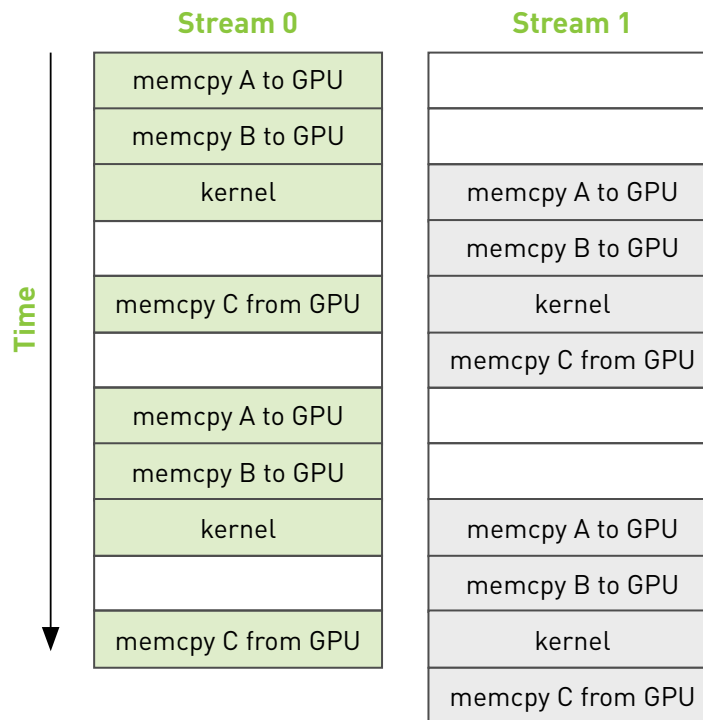 Stream 0
Stream 1
Time
memcpy A to GPU
memcpy B to GPU
kernel
memcpy A to GPU
memcpy B to GPU
memcpy C from GPU
kernel
memcpy C from GPU
memcpy A to GPU
memcpy B to GPU
kernel
memcpy A to GPU
memcpy B to GPU
memcpy C from GPU
kernel
memcpy C from GPU